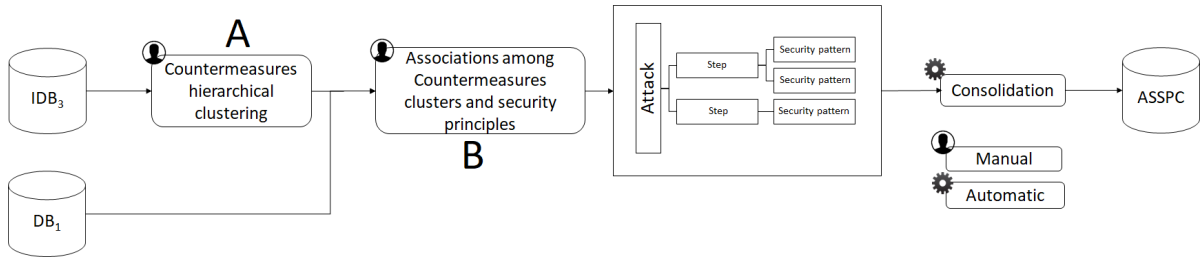 A
IDB3
Countermeasures
hierarchical
clustering
Associations among
Countermeasures
clusters and security
principles
B
Attack
Step
Security pattern
Security pattern
Step
Security pattern
Consolidation
ASSPC
Manual
Automatic
DB1